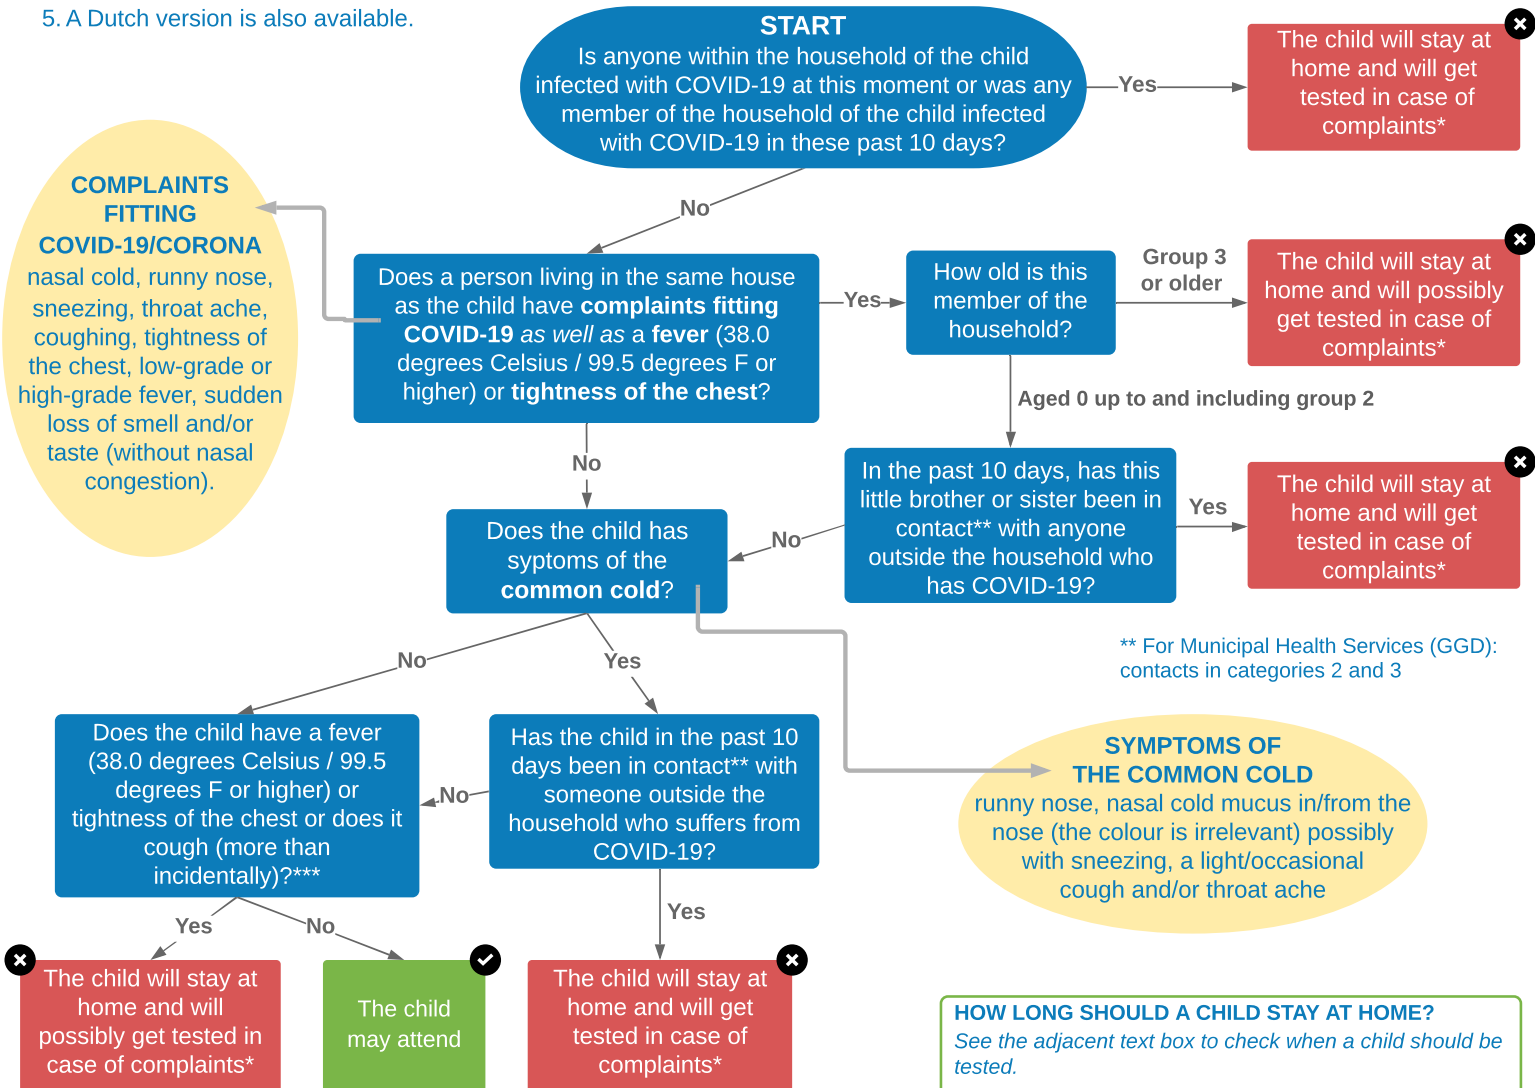 5. A Dutch version is also available.
START
Is anyone within the household of the child
infected with COVID-19 at this moment or was any
member of the household of the child infected
with COVID-19 in these past 10 days?
Yes
The child will stay at
home and will get
tested in case of
complaints*
No
COMPLAINTS
FITTING
COVID-19/CORONA
nasal cold, runny nose,
sneezing, throat ache,
coughing, tightness of
the chest, low-grade or
high-grade fever, sudden
loss of smell and/or
taste (without nasal
congestion).
Does a person living in the same house
as the child have complaints fitting
COVID-19 as well as a fever (38.0
degrees Celsius / 99.5 degrees F or
higher) or tightness of the chest?
Yes
How old is this
member of the
household?
Group 3
or older
The child will stay at
home and will possibly
get tested in case of
complaints*
Aged 0 up to and including group 2
No
In the past 10 days, has this
little brother or sister been in
contact** with anyone
outside the household who
has COVID-19?
Yes
The child will stay at
home and will get
tested in case of
complaints*
No
Does the child has
syptoms of the
common cold?
** For Municipal Health Services (GGD):
contacts in categories 2 and 3
No
Yes
Does the child have a fever
(38.0 degrees Celsius / 99.5
degrees F or higher) or
tightness of the chest or does it
cough (more than
incidentally)?***
No
Has the child in the past 10
days been in contact** with
someone outside the
household who suffers from
COVID-19?
SYMPTOMS OF
THE COMMON COLD
runny nose, nasal cold mucus in/from the
nose (the colour is irrelevant) possibly
with sneezing, a light/occasional
cough and/or throat ache
Yes
No
Yes
The child will stay at
home and will
possibly get tested in
case of complaints*
The child
may attend
The child will stay at
home and will get
tested in case of
complaints*
HOW LONG SHOULD A CHILD STAY AT HOME?
See the adjacent text box to check when a child should be
tested.